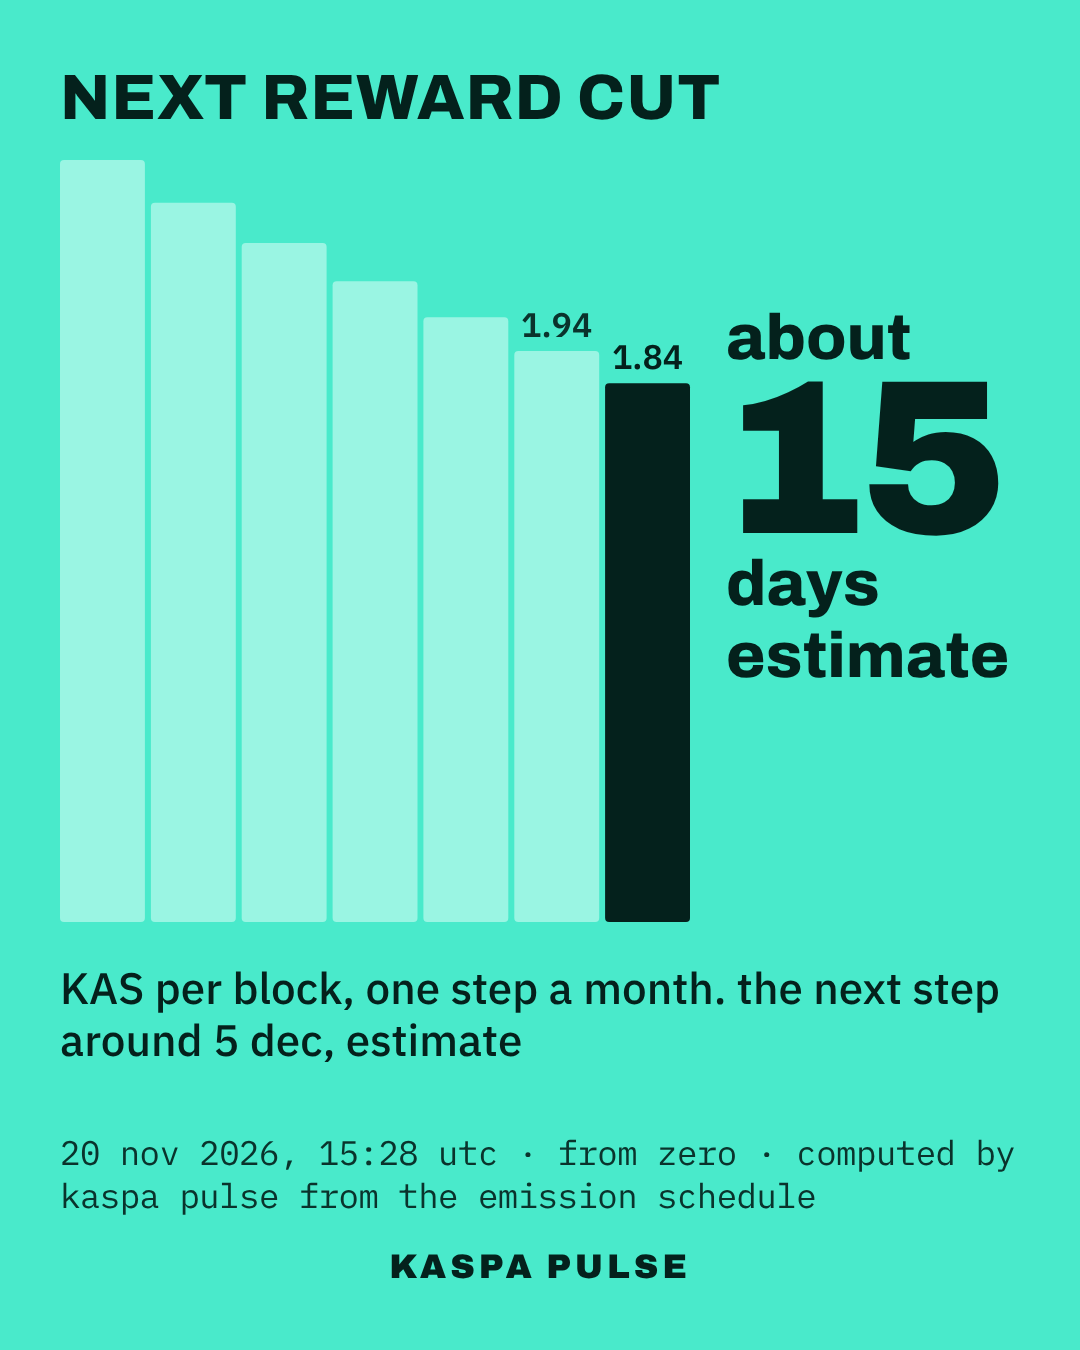 NEXT REWARD CUT
1.94
1.84
about
15
days
estimate
KAS per block, one step a month. the next step
around 5 dec, estimate
20 nov 2026, 15:28 utc · from zero · computed by
kaspa pulse from the emission schedule
KASPA PULSE